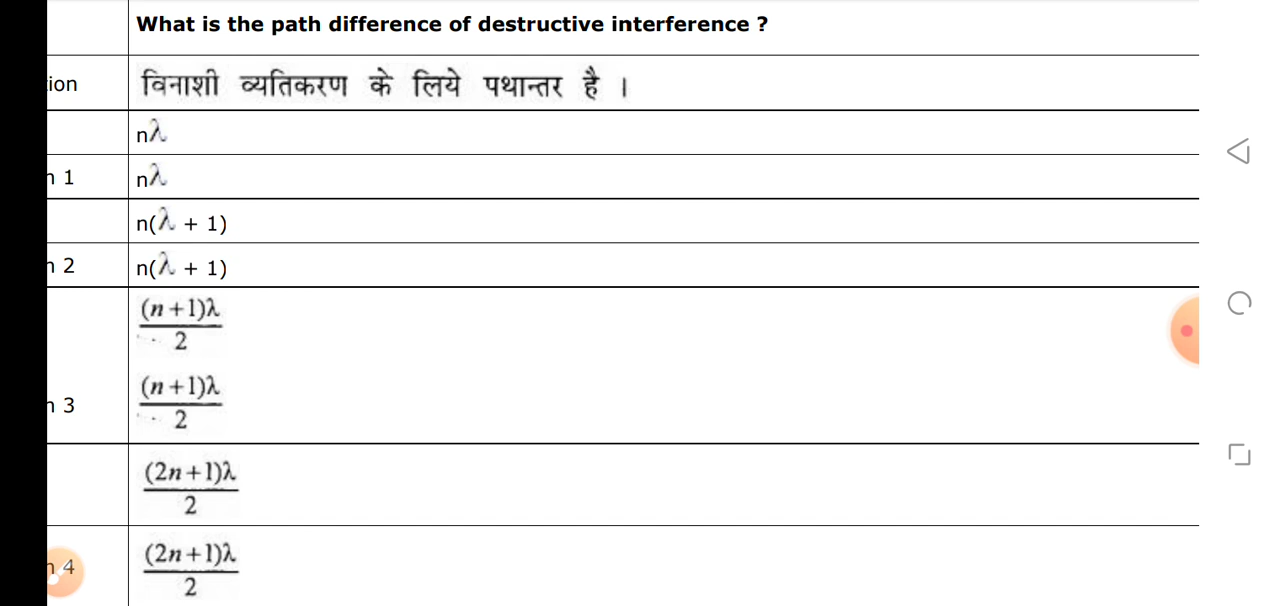 What is the path difference of destructive interference ?
ion विनाशी व्यतिकरण के लिये पथान्तर है ।
nλ
n 1 nλ
n(λ + 1)
n 2 n(λ + 1)
(n+1)λ
2
(n+1)λ
n 3
2
(2n+1)λ
2
(2n+1)λ
n 4
2